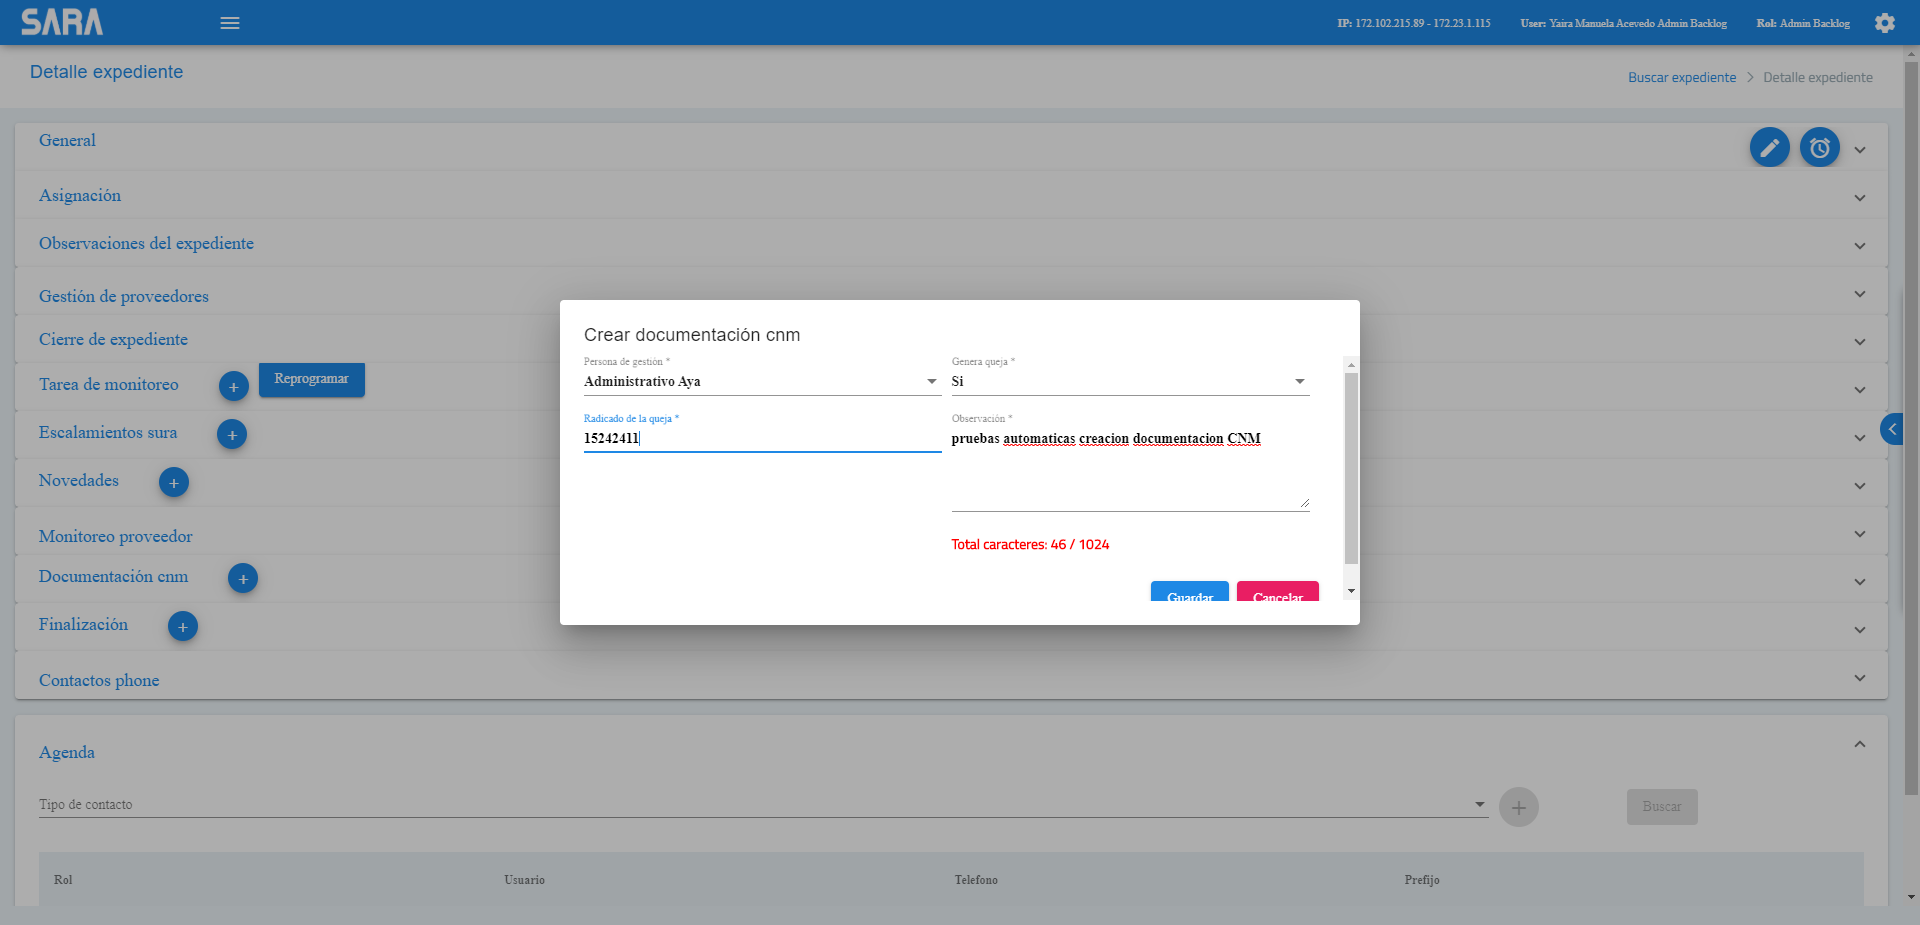 SARA
IP: 172.102.215.89 - 172.23.1.115
User: Yaira Manuela Acevedo Admin Backlog
Rol: Admin Backlog
Detalle expediente
Buscar expediente > Detalle expediente
General
Asignación
Observaciones del expediente
Gestión de proveedores
Cierre de expediente
Tarea de monitoreo + Reprogramar
Escalamientos sura +
Novedades +
Monitoreo proveedor
Documentación cnm +
Finalización +
Contactos phone
Crear documentación cnm
Persona de gestión *
Administrativo Aya
Genera queja *
Si
Radicado de la queja *
15242411
Observación *
pruebas automaticas creacion documentacion CNM
Total caracteres: 46 / 1024
Guardar
Cancelar
Agenda
Tipo de contacto
+
Buscar
Rol
Usuario
Telefono
Prefijo